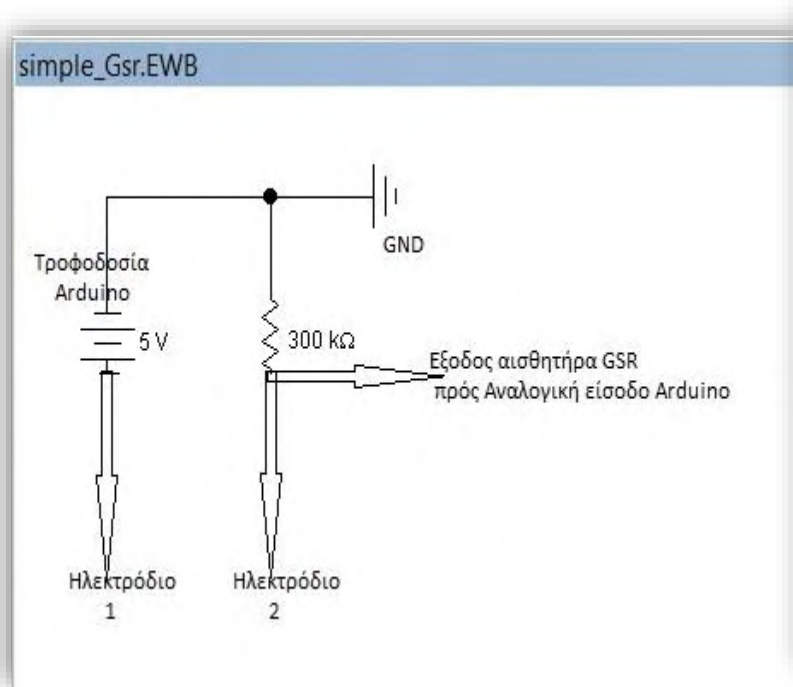 simple_Gsr.EWB
GND
Τροφοδοσία
Arduino
5 V
300 kΩ
Εξοδος αισθητήρα GSR
πρός Αναλογική είσοδο Arduino
Ηλεκτρόδιο
1
Ηλεκτρόδιο
2